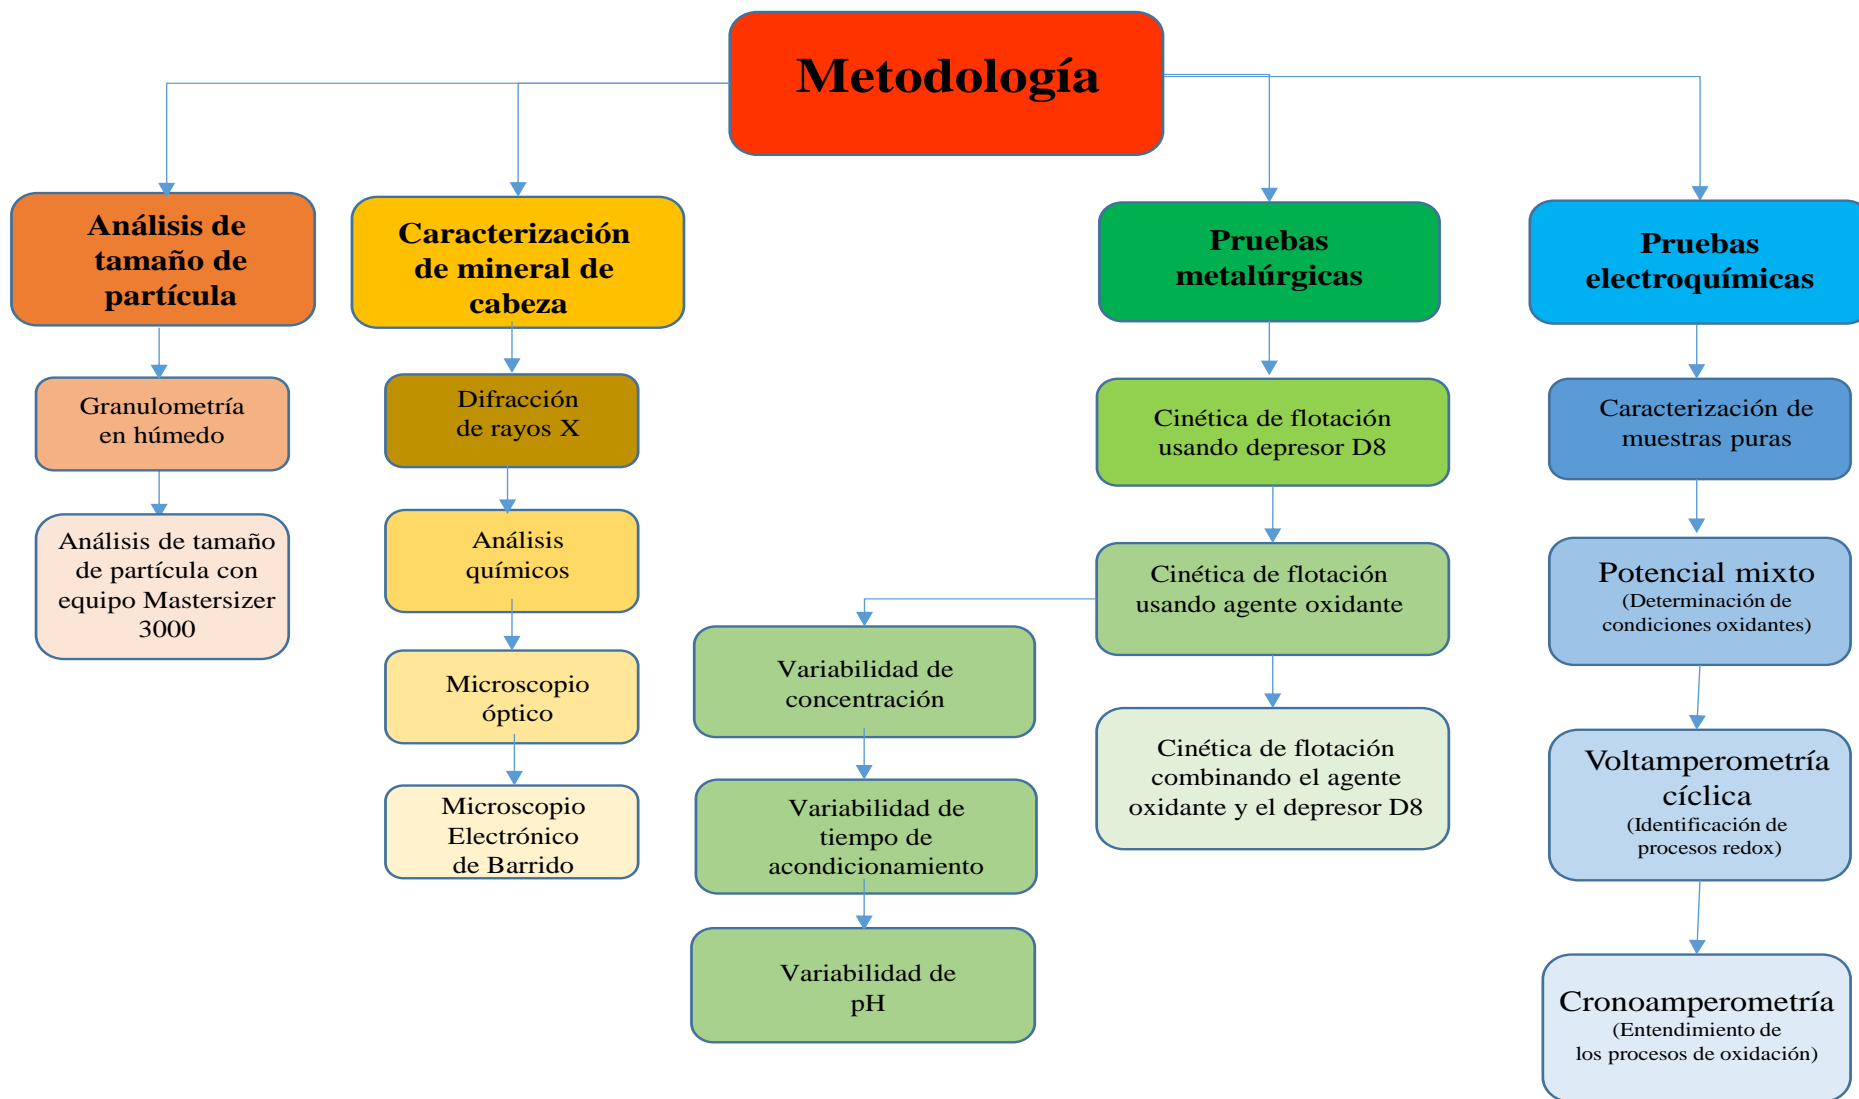 Metodología
Análisis de
tamaño de
partícula
Granulometría
en húmedo
Análisis de tamaño
de partícula con
equipo Mastersizer
3000
Caracterización
de mineral de
cabeza
Difracción
de rayos X
Análisis
químicos
Microscopio
óptico
Microscopio
Electrónico
de Barrido
Pruebas
metalúrgicas
Cinética de flotación
usando depresor D8
Cinética de flotación
usando agente oxidante
Variabilidad de
concentración
Variabilidad de
tiempo de
acondicionamiento
Variabilidad de
pH
Cinética de flotación
combinando el agente
oxidante y el depresor D8
Pruebas
electroquímicas
Caracterización de
muestras puras
Potencial mixto
(Determinación de
condiciones oxidantes)
Voltamperometría
cíclica
(Identificación de
procesos redox)
Cronoamperometría
(Entendimiento de
los procesos de oxidación)